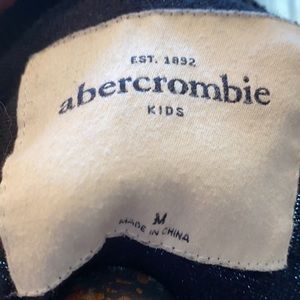 EST. 1892
abercrombie
KIDS
M
MADE IN CHINA